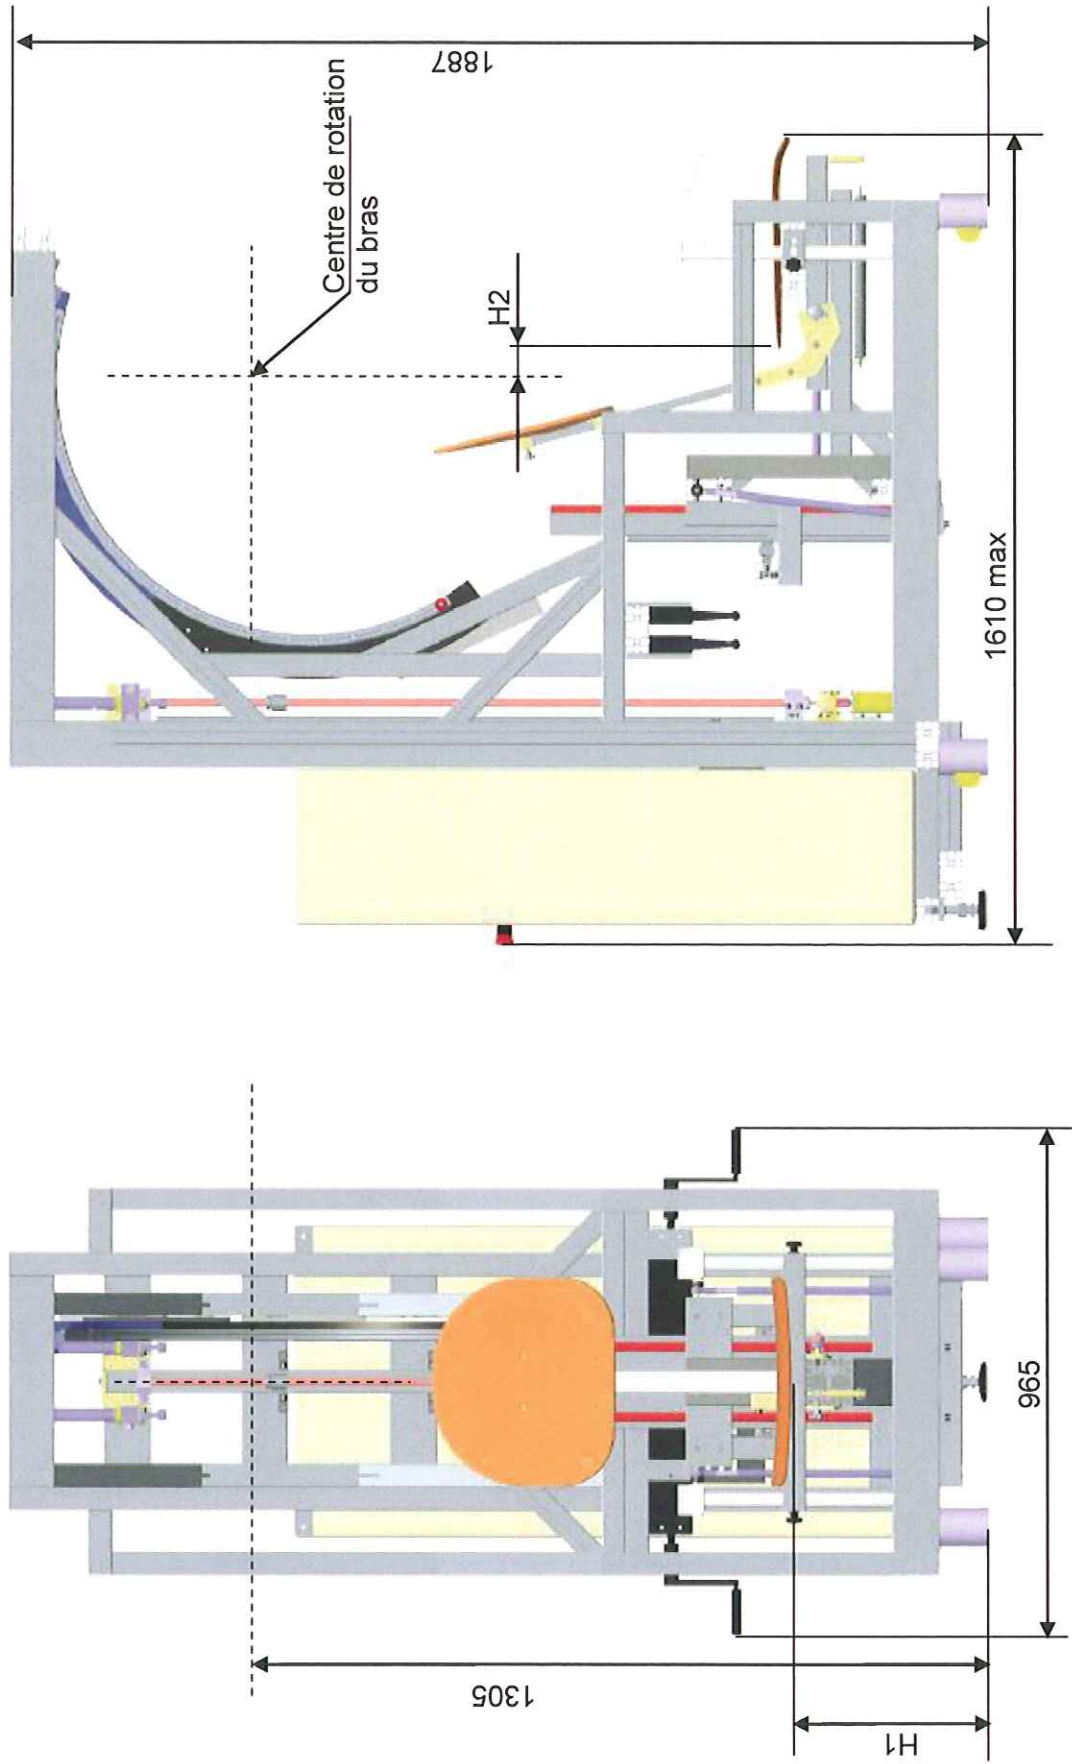 1887
Centre de rotation
du bras
H2
1610 max
965
1305
H1